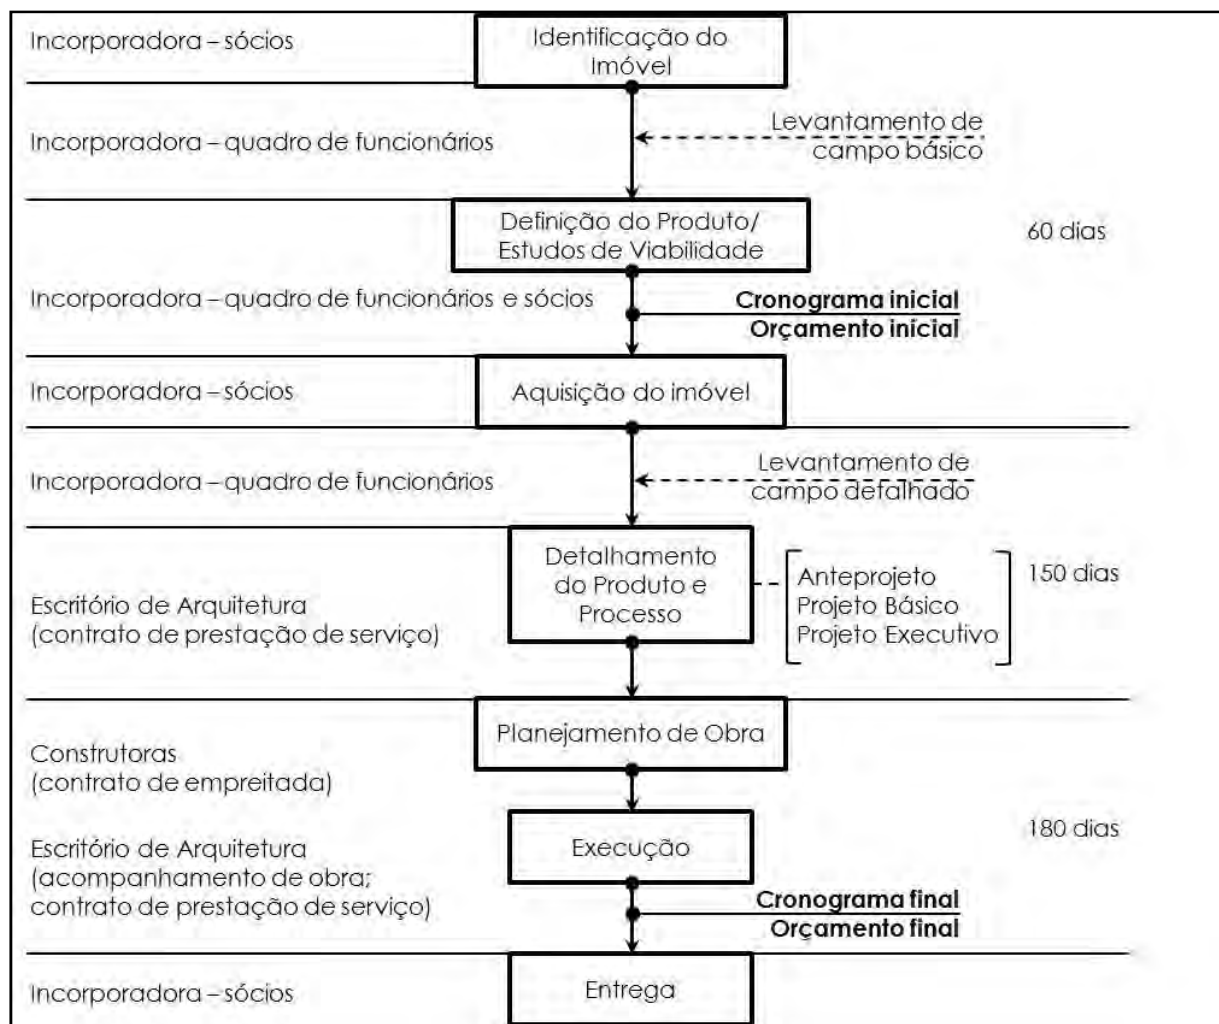 Incorporadora – sócios
Identificação do
Imóvel
Incorporadora – quadro de funcionários
Levantamento de
campo básico
Definição do Produto/
Estudos de Viabilidade
60 dias
Incorporadora – quadro de funcionários e sócios
Cronograma inicial
Orçamento inicial
Incorporadora – sócios
Aquisição do imóvel
Incorporadora – quadro de funcionários
Levantamento de
campo detalhado
Detalhamento
do Produto e
Processo
Anteprojeto
Projeto Básico
Projeto Executivo
150 dias
Escritório de Arquitetura
(contrato de prestação de serviço)
Planejamento de Obra
Construtoras
(contrato de empreitada)
Execução
180 dias
Escritório de Arquitetura
(acompanhamento de obra;
contrato de prestação de serviço)
Cronograma final
Orçamento final
Incorporadora – sócios
Entrega